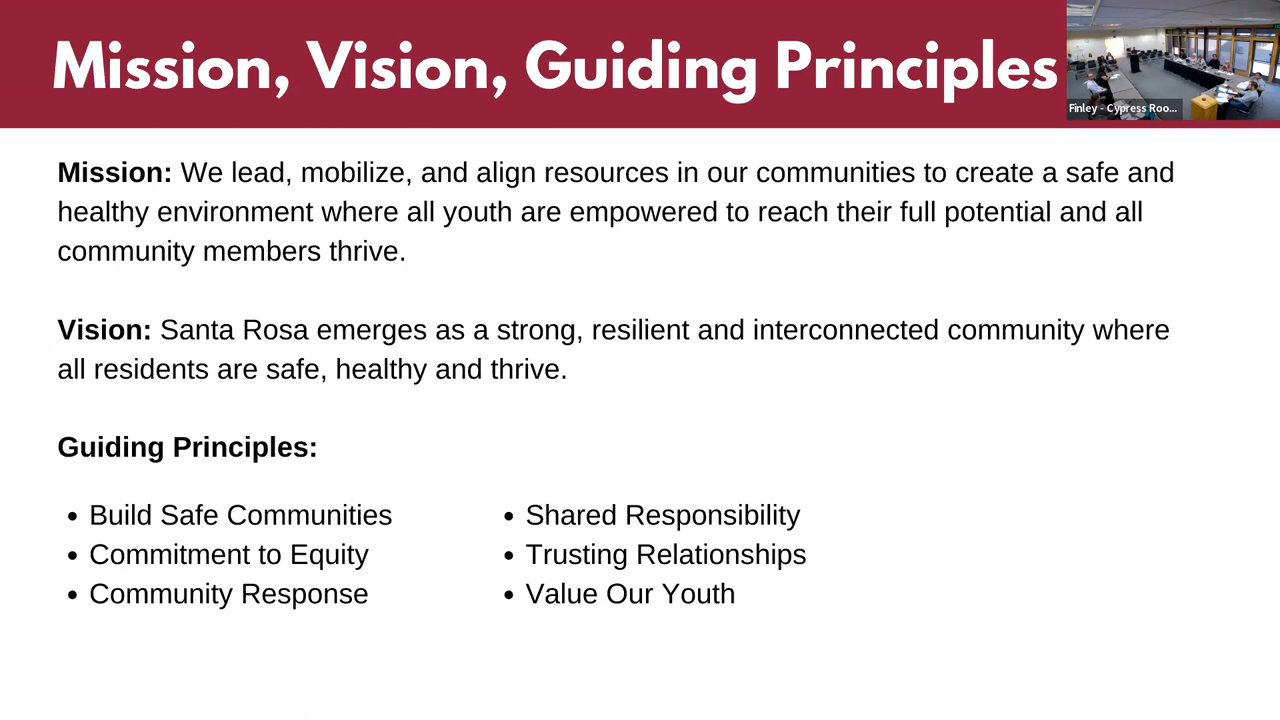 Mission, Vision, Guiding Principles
Finley - Cypress Roo...
Mission: We lead, mobilize, and align resources in our communities to create a safe and
healthy environment where all youth are empowered to reach their full potential and all
community members thrive.
Vision: Santa Rosa emerges as a strong, resilient and interconnected community where
all residents are safe, healthy and thrive.
Guiding Principles:
• Build Safe Communities
• Commitment to Equity
• Community Response
• Shared Responsibility
• Trusting Relationships
• Value Our Youth